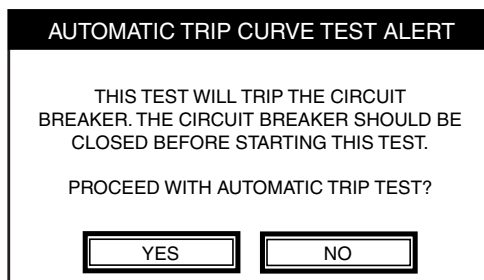 AUTOMATIC TRIP CURVE TEST ALERT
THIS TEST WILL TRIP THE CIRCUIT
BREAKER. THE CIRCUIT BREAKER SHOULD BE
CLOSED BEFORE STARTING THIS TEST.
PROCEED WITH AUTOMATIC TRIP TEST?
YES NO